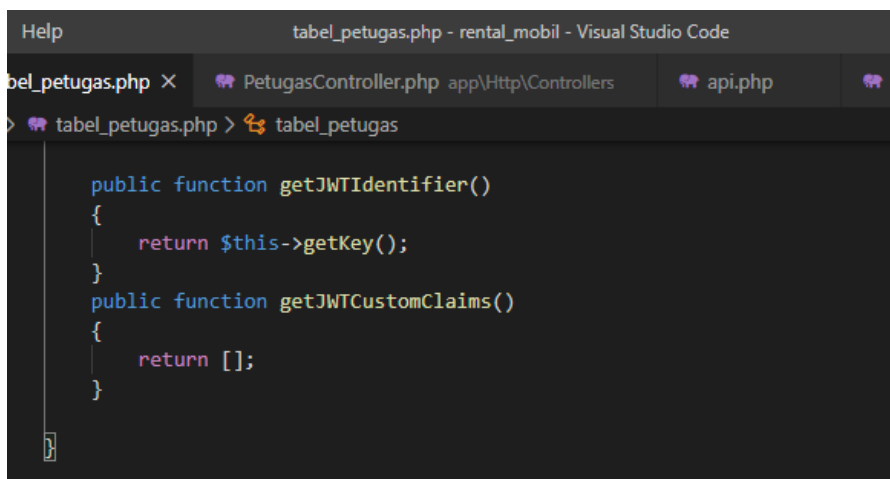 Help tabel_petugas.php - rental_mobil - Visual Studio Code
bel_petugas.php × PetugasController.php app\Http\Controllers api.php
> tabel_petugas.php > tabel_petugas
public function getJWTIdentifier()
{
return $this->getKey();
}
public function getJWTCustomClaims()
{
return [];
}
}